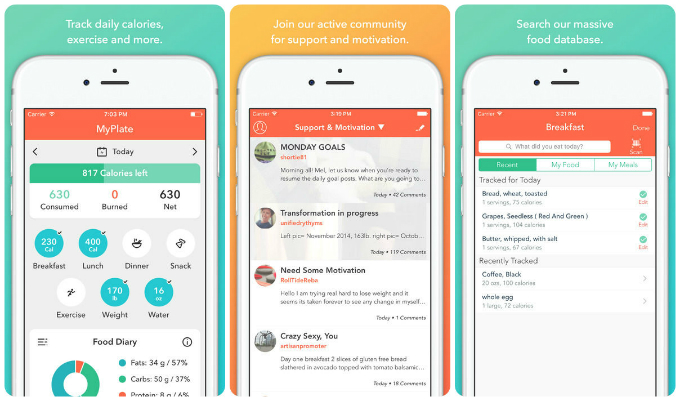 Track daily calories,
exercise and more.
Carrier
7:03 PM
MyPlate
Today
817 Calories left
630
0
630
Consumed
Burned
Net
230
Cal
400
Cal
Breakfast
Lunch
Dinner
Snack
170
lb
16
oz
Exercise
Weight
Water
Food Diary
Fats: 34 g / 57%
Carbs: 50 g / 37%
Protein: 8 g / 6%
Join our active community
for support and motivation.
Carrier
3:15 PM
Support & Motivation ▼
MONDAY GOALS
shortie81
Morning all! Mel, let us know when you're ready to
resume the daily goal posts. What are you going to...
Today • 42 Comments
Transformation in progress
unifiedrythyms
Left pic= November 2014, 163lb. right pic= Octob...
Today • 119 Comments
Need Some Motivation
RollTideReba
Hello I am trying real hard to lose weight and it
seems its taken forever to see any change in myself...
Today • 1 Comments
Crazy Sexy, You
artisanpromoter
Day one breakfast 2 slices of gluten free bread
slathered in avocado topped with tomato balsamic...
Today • 18 Comments
Search our massive
food database.
Carrier
3:21 PM
Breakfast
Done
What did you eat today?
Scan
Recent
My Food
My Meals
Tracked for Today
Bread, wheat, toasted
1 servings, 75 calories
Edit
Grapes, Seedless ( Red And Green )
1 servings, 104 calories
Edit
Butter, whipped, with salt
1 servings, 67 calories
Edit
Recently Tracked
Coffee, Black
20 ozs, 100 calories
whole egg
1 large, 72 calories